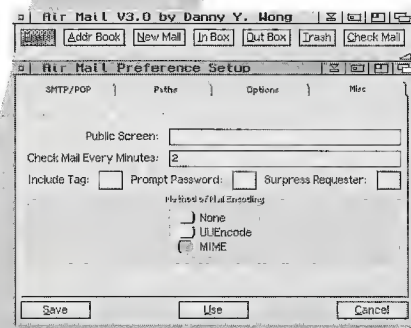 Air Mail V3.0 by Danny Y. Wong
Addr Book New Mail In Box Out Box Trash Check Mail
Air Mail Preference Setup
SMTP/POP Paths Options Misc
Public Screen:
Check Mail Every Minutes: 2
Include Tag: Prompt Password: Surpress Requester:
Method of Mail Encoding
None
UUEncode
MIME
Save Use Cancel